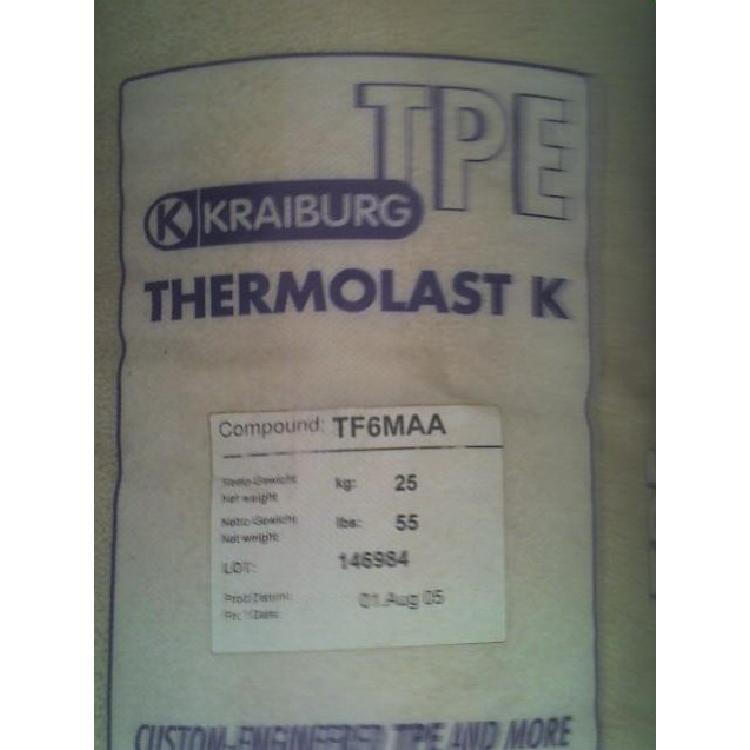 TPE
K KRAIBURG
THERMOLAST K
Compound: TF6MAA
Netto Gewicht
Net weight
kg: 25
Netto Gewicht
Net weight
lbs: 55
LOT: 146984
01.Aug 05
CUSTOM-ENGINEERED TPE AND MORE